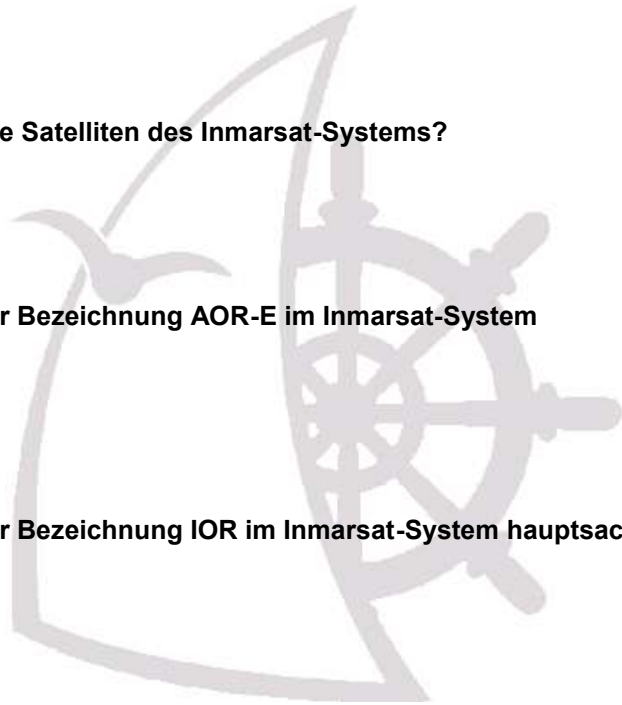 e Satelliten des Inmarsat-Systems?
r Bezeichnung AOR-E im Inmarsat-System
r Bezeichnung IOR im Inmarsat-System hauptsac